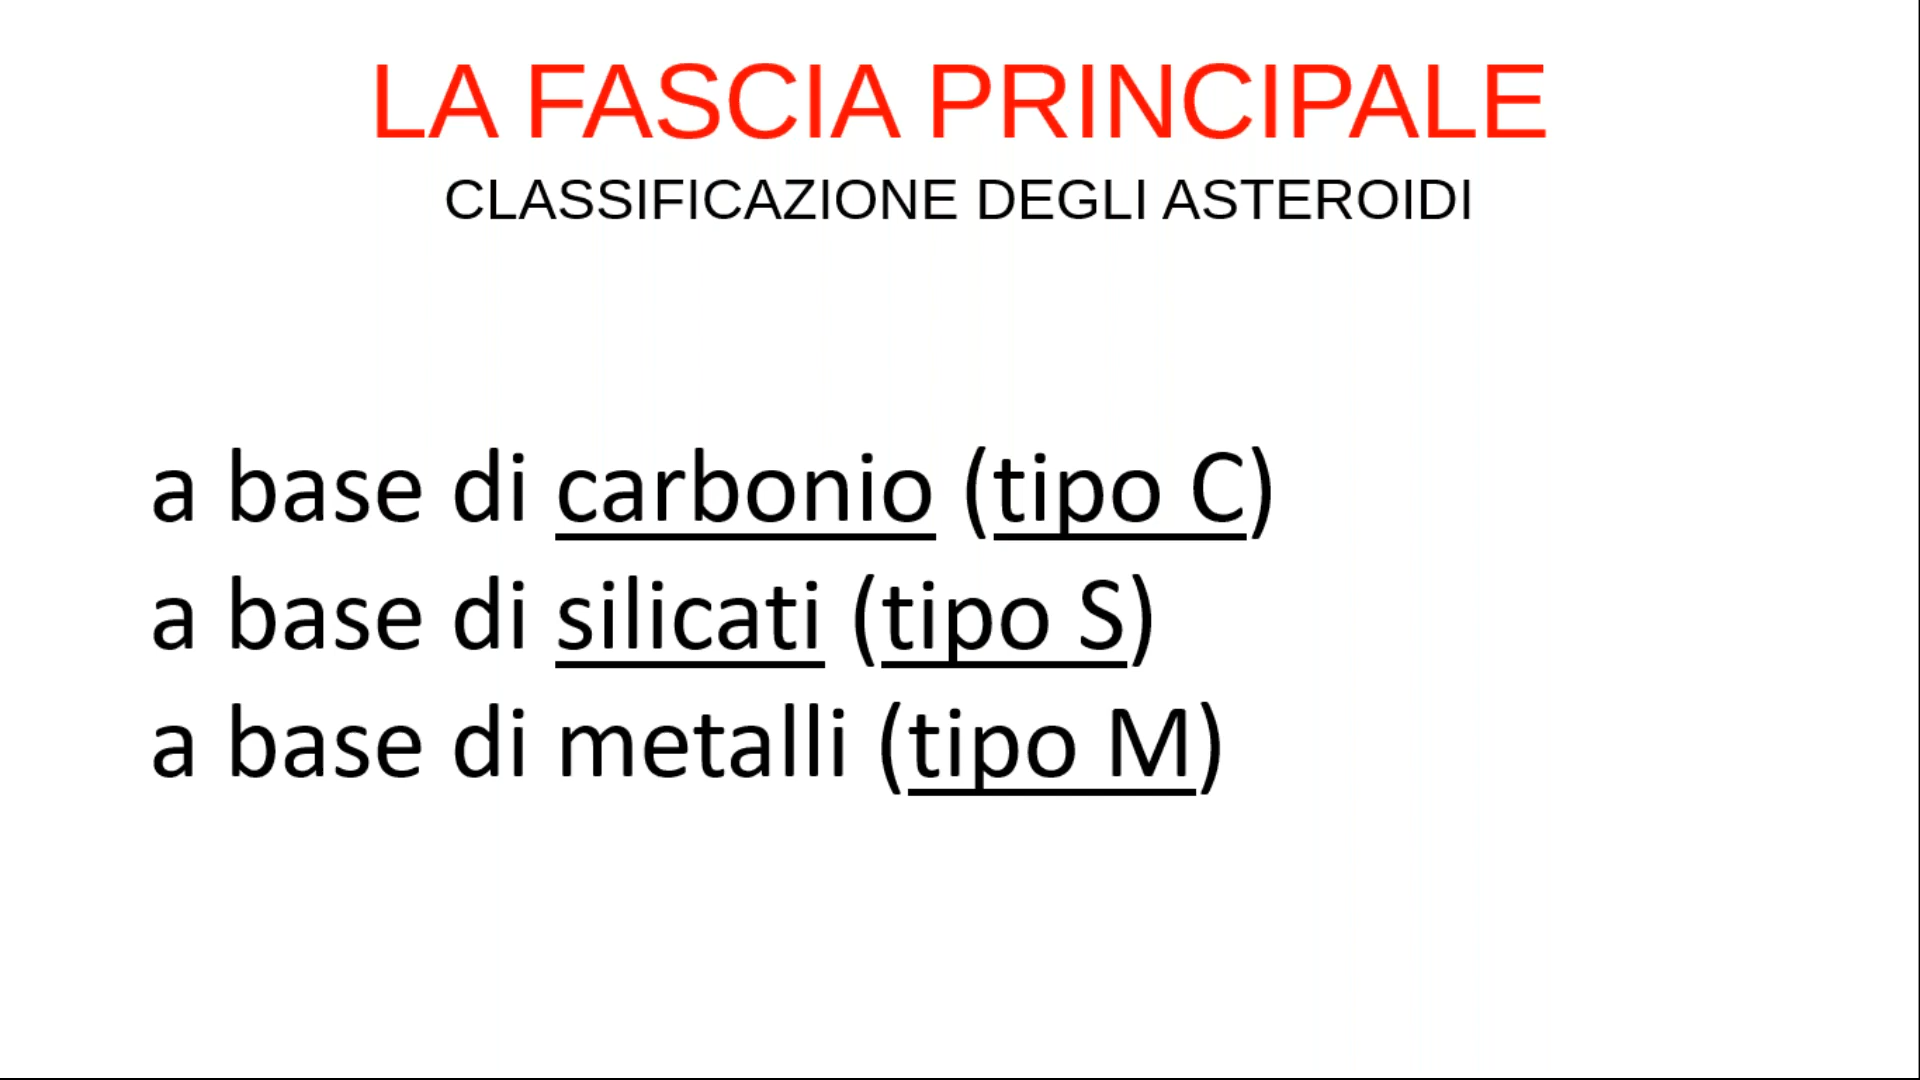 LA FASCIA PRINCIPALE
CLASSIFICAZIONE DEGLI ASTEROIDI
a base di carbonio (tipo C)
a base di silicati (tipo S)
a base di metalli (tipo M)